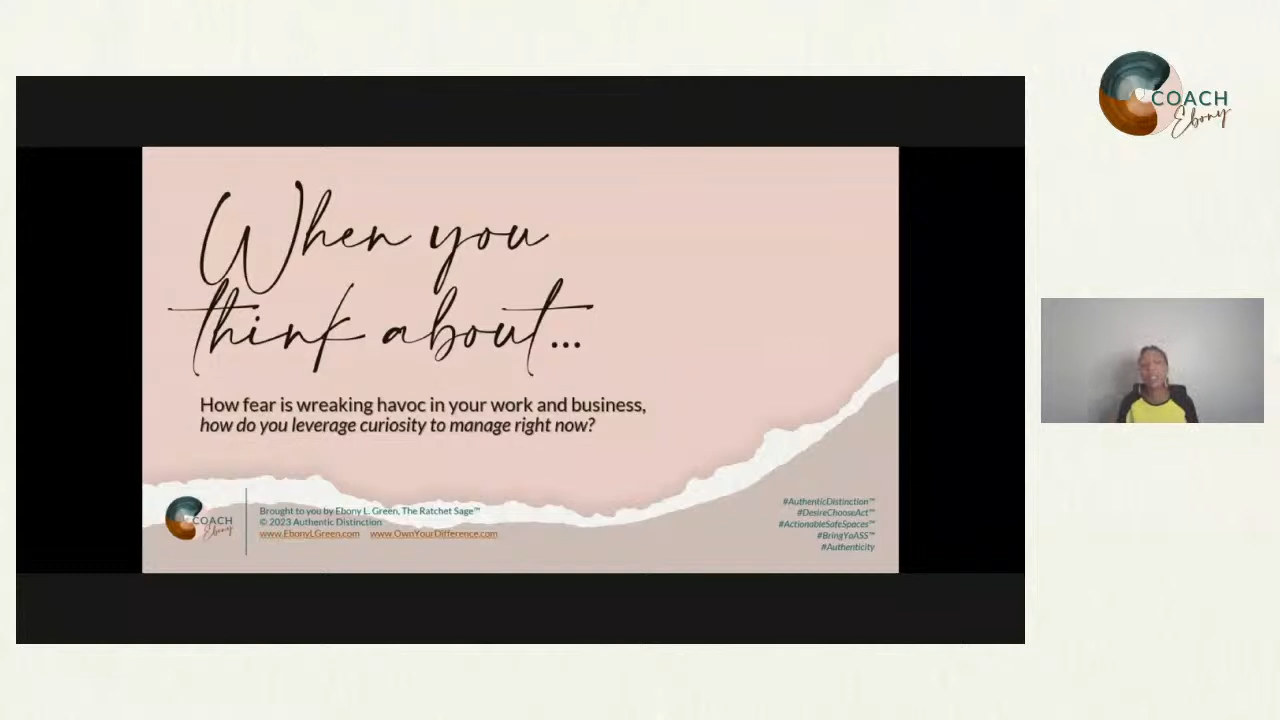 COACH
Ebony
When you
think about...
How fear is wreaking havoc in your work and business,
how do you leverage curiosity to manage right now?
COACH
Ebony
Brought to you by Ebony L. Green, The Ratchet Sage™
© 2023 Authentic Distinction
www.EbonyLGreen.com www.OwnYourDifference.com
#AuthenticDistinction™
#DesireChooseAct™
#ActionableSafeSpaces™
#BringYoASS™
#Authenticity